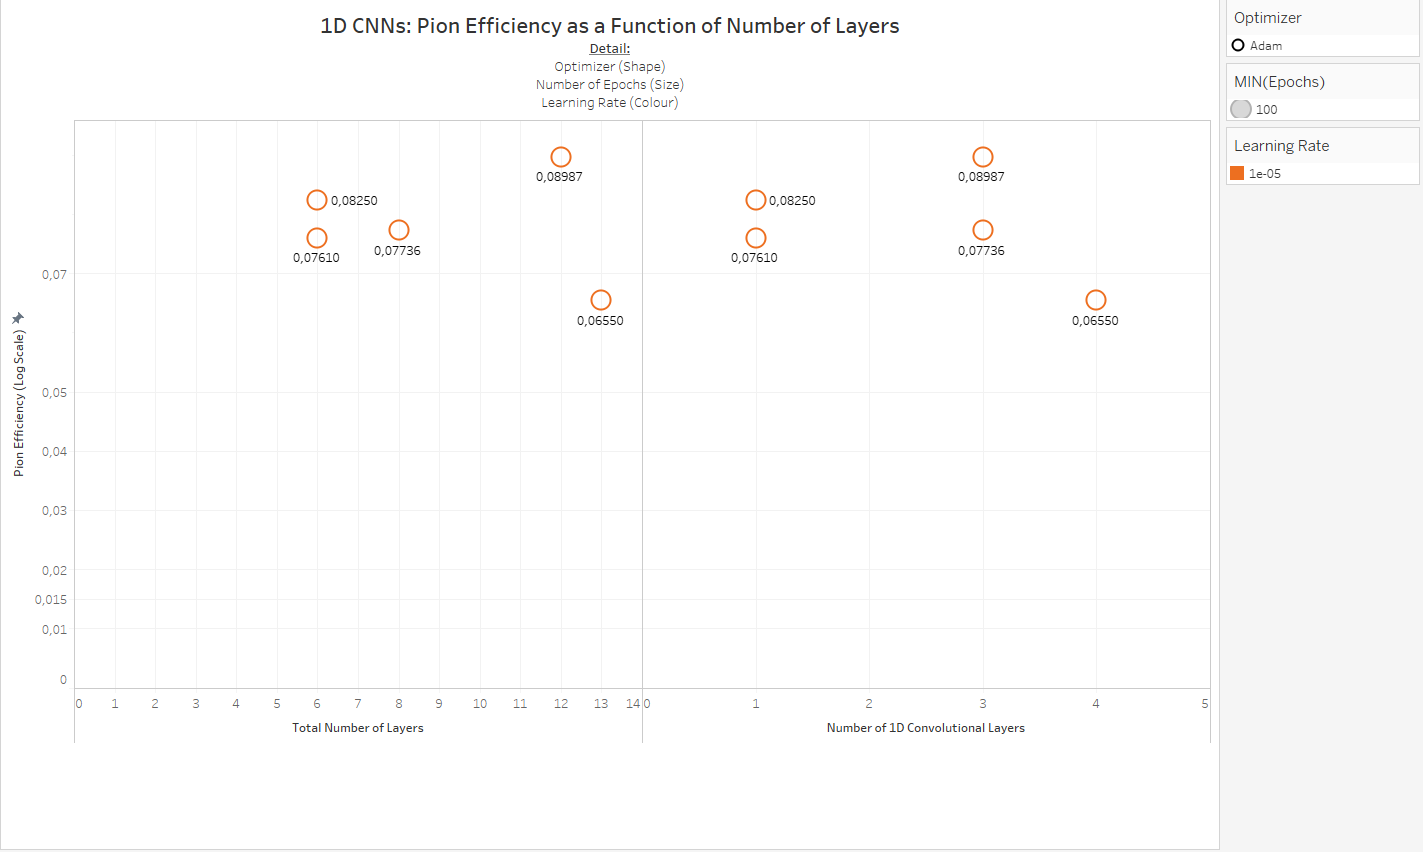 1D CNNs: Pion Efficiency as a Function of Number of Layers
Detail:
Optimizer (Shape)
Number of Epochs (Size)
Learning Rate (Colour)
Pion Efficiency (Log Scale)
0,07
0,05
0,04
0,03
0,02
0,015
0,01
0
0,08987
0,08250
0,07610
0,07736
0,06550
0 1 2 3 4 5 6 7 8 9 10 11 12 13 14
Total Number of Layers
0,08987
0,08250
0,07610
0,07736
0,06550
0 1 2 3 4 5
Number of 1D Convolutional Layers
Optimizer
Adam
MIN(Epochs)
100
Learning Rate
1e-05